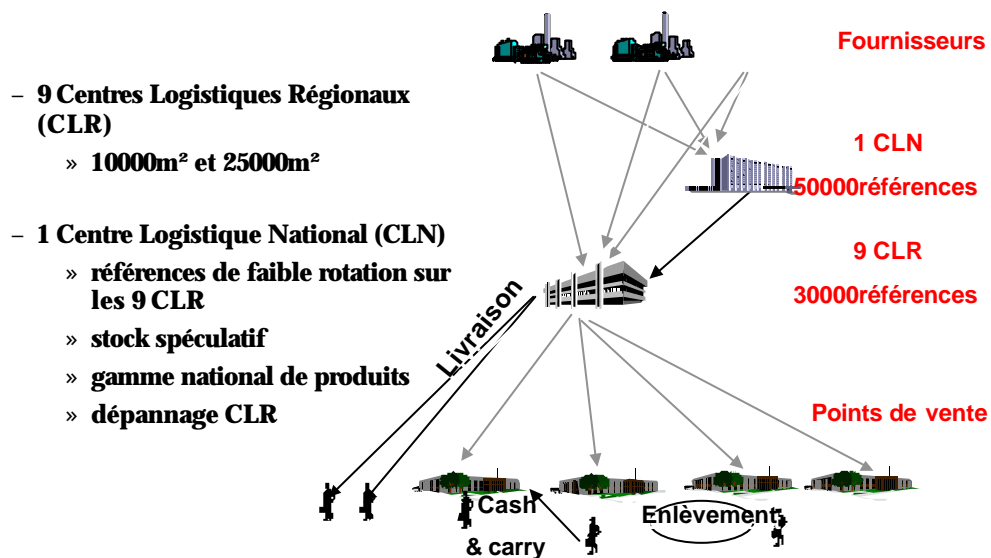 – 9 Centres Logistiques Régionaux
(CLR)
» 10000m² et 25000m²
– 1 Centre Logistique National (CLN)
» références de faible rotation sur
les 9 CLR
» stock spéculatif
» gamme national de produits
» dépannage CLR
Fournisseurs
1 CLN
50000références
9 CLR
30000références
Livraison
Points de vente
Cash
& carry
Enlèvement